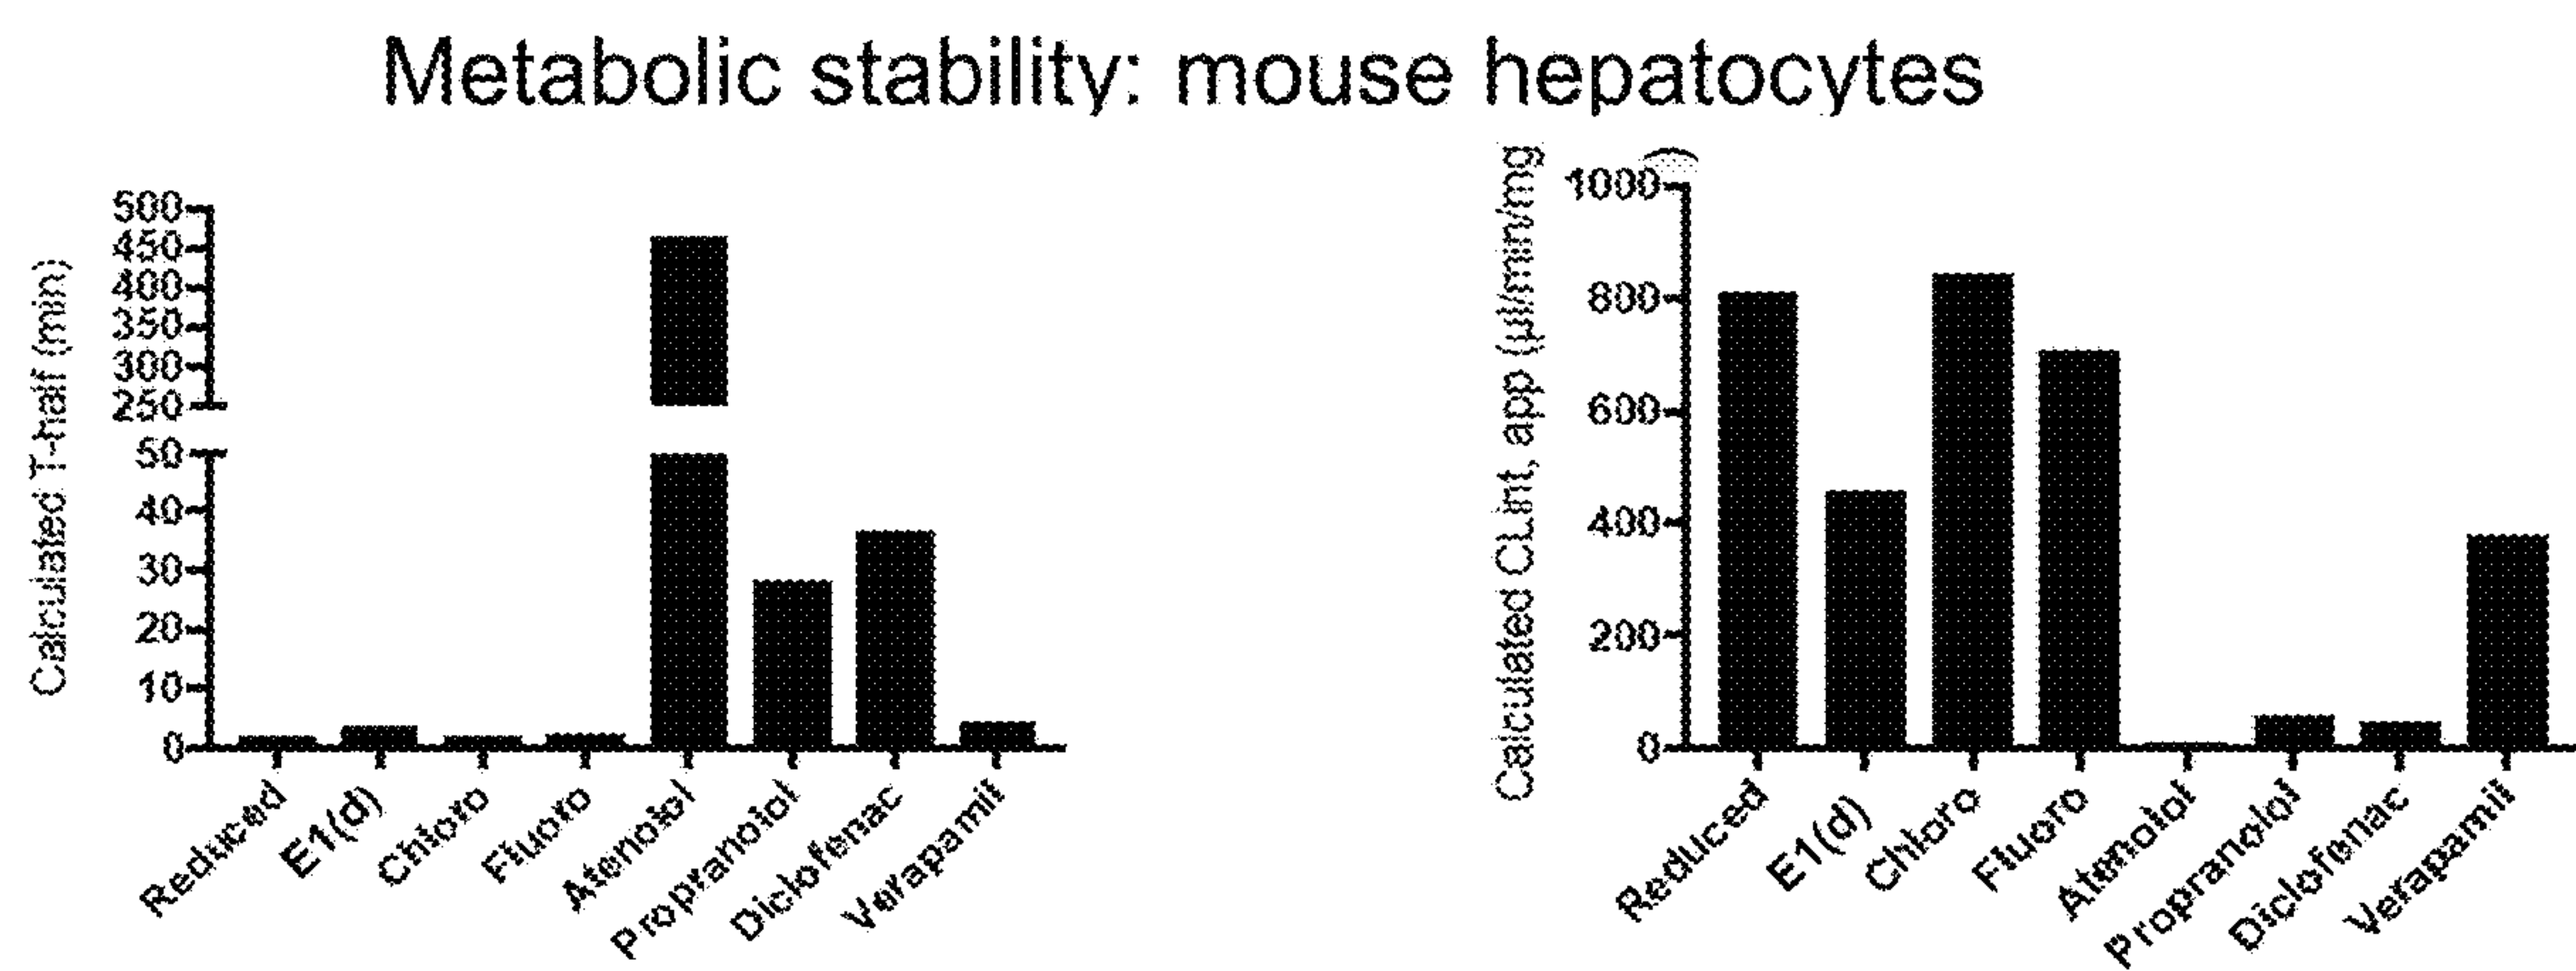 Metabolic stability: mouse hepatocytes
Calculated T-half (min)
500
450
400
350
300
250
50
40
30
20
10
0
Reduced
E1(d)
Chloro
Fluoro
Atenolol
Propranolol
Diclofenac
Verapamil
Calculated CLint, app (µl/min/mg
1000
800
600
400
200
0
Reduced
E1(d)
Chloro
Fluoro
Atenolol
Propranolol
Diclofenac
Verapamil